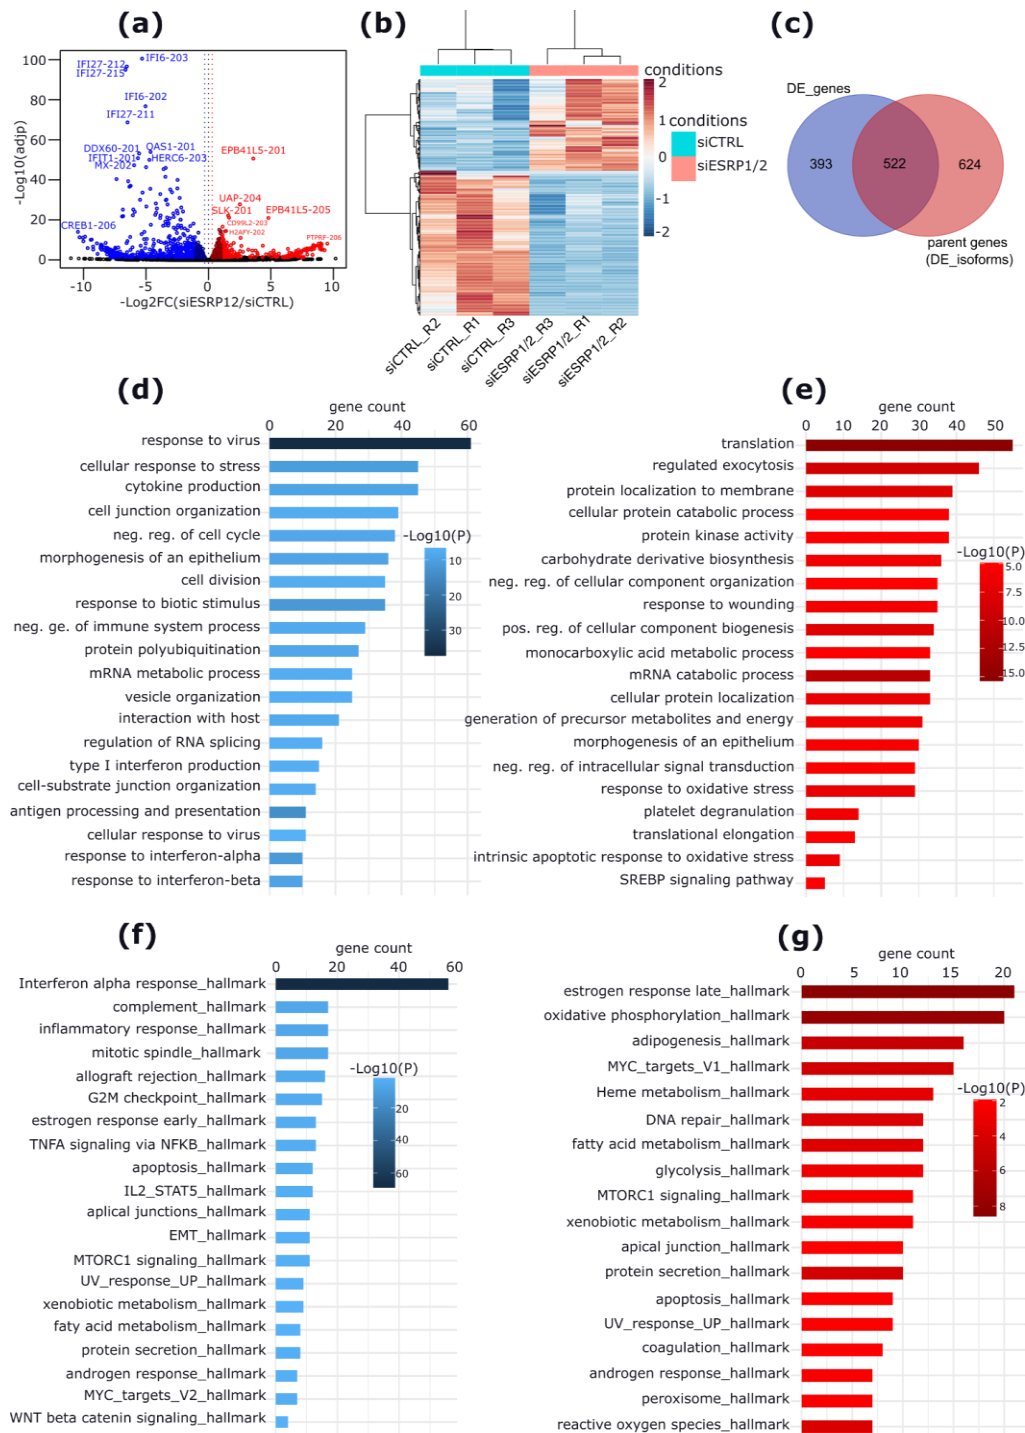 (a)
IFI6-203
IFI27-212
IFI27-215
IFI6-202
IFI27-211
DDX60-201
OAS1-201
IFIT1-201
HERC6-203
MX-202
EPB41L5-201
UAP-204
SLK-201
EPB41L5-205
CD99L2-203
H2AFY-202
PTPRF-206
CREB1-206
100
80
60
40
20
0
-Log10(adjp)
-10 -5 0 5 10
-Log2FC(siESRP12/siCTRL)
(b)
conditions
2
1
0
-1
-2
conditions
siCTRL
siESRP1/2
siCTRL_R2
siCTRL_R1
siCTRL_R3
siESRP1/2_R3
siESRP1/2_R1
siESRP1/2_R2
(c)
DE_genes
393 522 624
parent genes
(DE_isoforms)
(d)
gene count
0 20 40 60
response to virus
cellular response to stress
cytokine production
cell junction organization
neg. reg. of cell cycle
morphogenesis of an epithelium
cell division
response to biotic stimulus
neg. ge. of immune system process
protein polyubiquitination
mRNA metabolic process
vesicle organization
interaction with host
regulation of RNA splicing
type I interferon production
cell-substrate junction organization
antigen processing and presentation
cellular response to virus
response to interferon-alpha
response to interferon-beta
-Log10(P)
10
20
30
(e)
gene count
0 10 20 30 40 50
translation
regulated exocytosis
protein localization to membrane
cellular protein catabolic process
protein kinase activity
carbohydrate derivative biosynthesis
neg. reg. of cellular component organization
response to wounding
pos. reg. of cellular component biogenesis
monocarboxylic acid metabolic process
mRNA catabolic process
cellular protein localization
generation of precursor metabolites and energy
morphogenesis of an epithelium
neg. reg. of intracellular signal transduction
response to oxidative stress
platelet degranulation
translational elongation
intrinsic apoptotic response to oxidative stress
SREBP signaling pathway
-Log10(P)
5.0
7.5
10.0
12.5
15.0
(f)
gene count
0 20 40 60
Interferon alpha response_hallmark
complement_hallmark
inflammatory response_hallmark
mitotic spindle_hallmark
allograft rejection_hallmark
G2M checkpoint_hallmark
estrogen response early_hallmark
TNFA signaling via NFKB_hallmark
apoptosis_hallmark
IL2_STAT5_hallmark
aplical junctions_hallmark
EMT_hallmark
MTORC1 signaling_hallmark
UV_response_UP_hallmark
xenobiotic metabolism_hallmark
faty acid metabolism_hallmark
protein secretion_hallmark
androgen response_hallmark
MYC_targets_V2_hallmark
WNT beta catenin signaling_hallmark
-Log10(P)
20
40
60
(g)
gene count
0 5 10 15 20
estrogen response late_hallmark
oxidative phosphorylation_hallmark
adipogenesis_hallmark
MYC_targets_V1_hallmark
Heme metabolism_hallmark
DNA repair_hallmark
fatty acid metabolism_hallmark
glycolysis_hallmark
MTORC1 signaling_hallmark
xenobiotic metabolism_hallmark
apical junction_hallmark
protein secretion_hallmark
apoptosis_hallmark
UV_response_UP_hallmark
coagulation_hallmark
androgen response_hallmark
peroxisome_hallmark
reactive oxygen species_hallmark
-Log10(P)
2
4
6
8